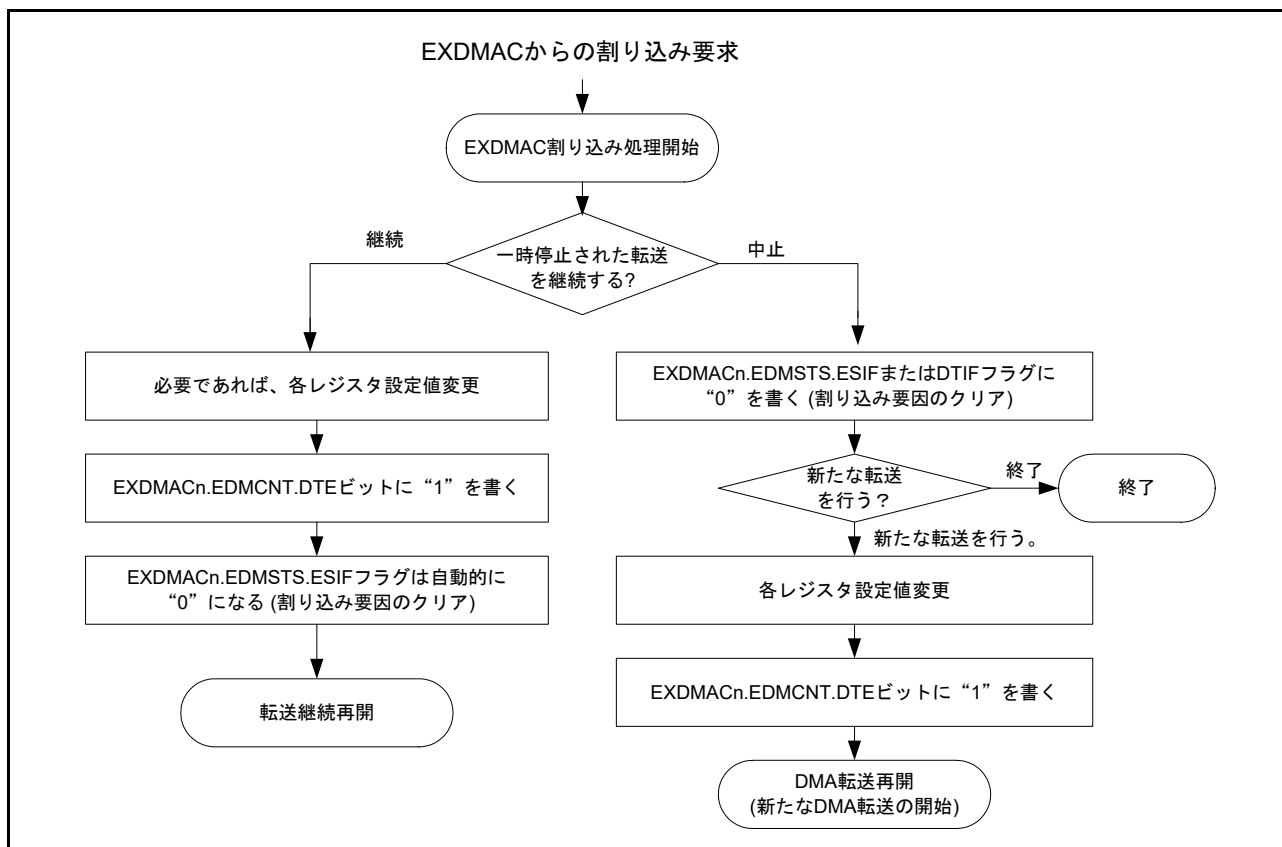 EXDMACからの割り込み要求
EXDMAC割り込み処理開始
一時停止された転送
を継続する?
継続
中止
必要であれば、各レジスタ設定値変更
EXDMACn.EDMCNT.DTEビットに“1”を書く
EXDMACn.EDMSTS.ESIFフラグは自動的に
“0”になる (割り込み要因のクリア)
転送継続再開
EXDMACn.EDMSTS.ESIFまたはDTIFフラグに
“0”を書く (割り込み要因のクリア)
新たな転送
を行う？
終了
終了
新たな転送を行う。
各レジスタ設定値変更
EXDMACn.EDMCNT.DTEビットに“1”を書く
DMA転送再開
(新たなDMA転送の開始)